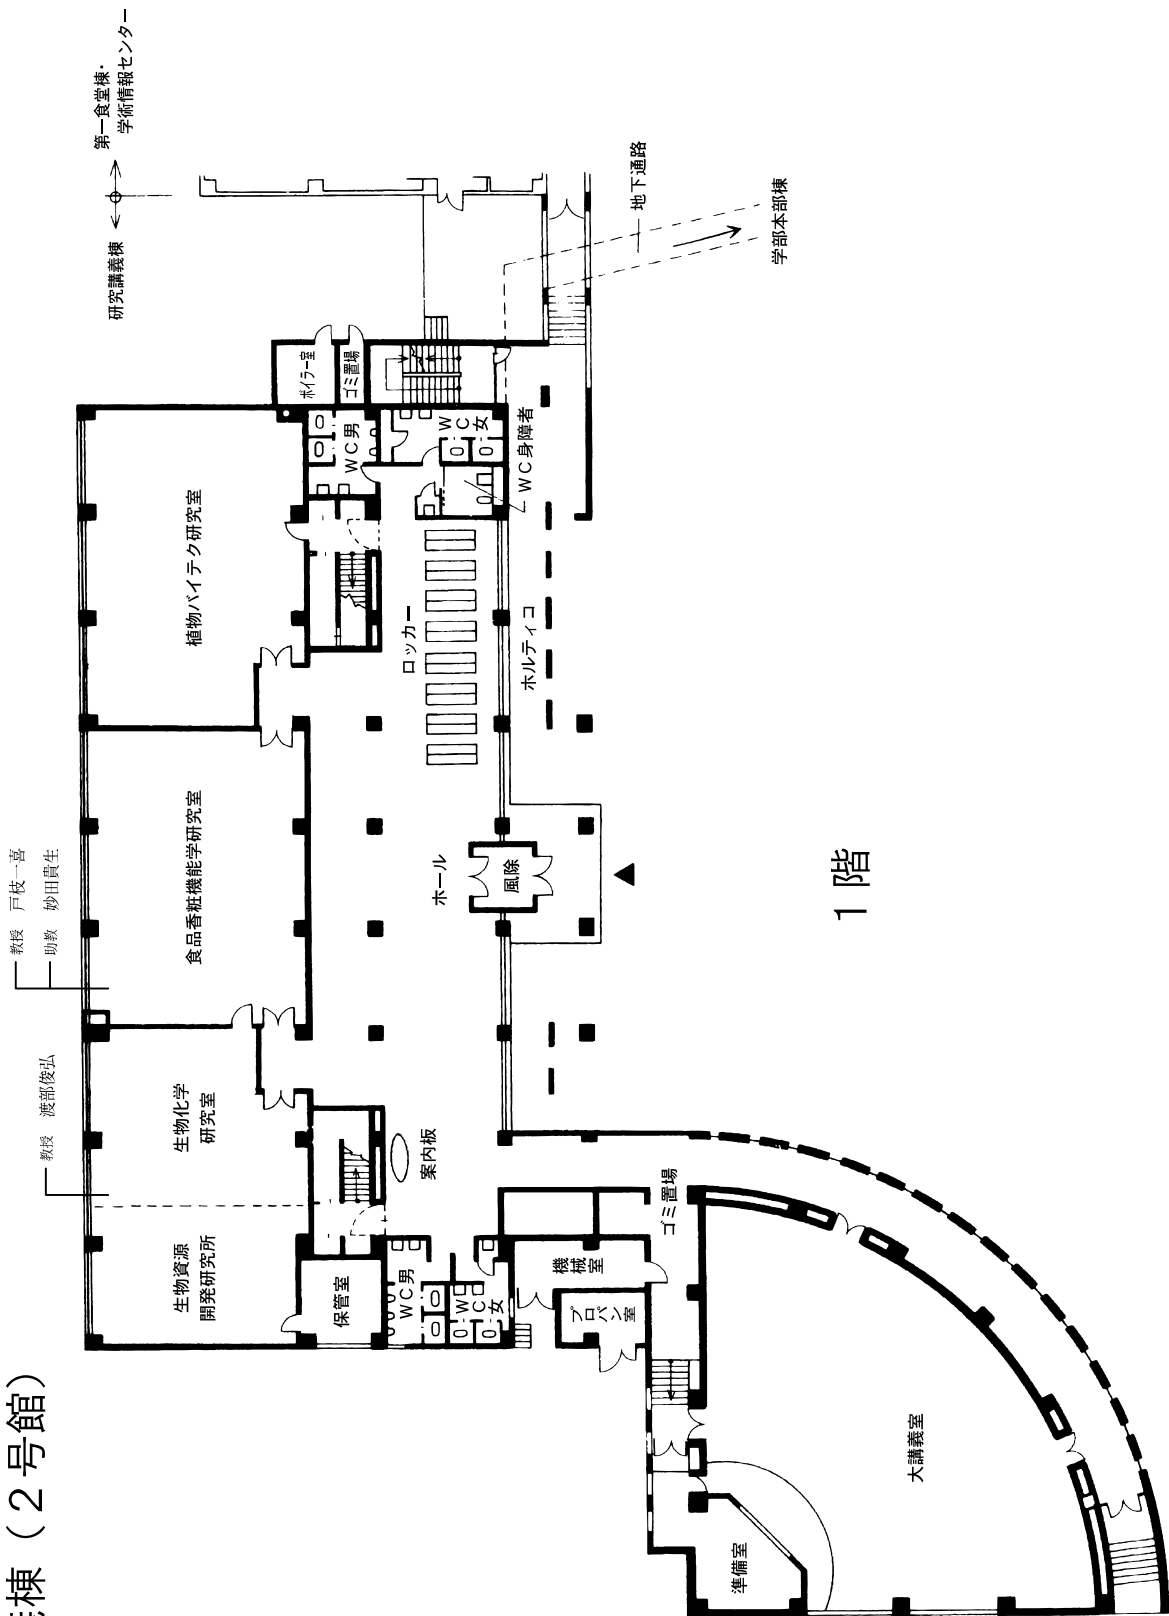 棟（２号館）
第一食堂棟・
学術情報センター
研究講義棟
地下通路
学部本部棟
ボイラー室
ゴミ置場
ＷＣ男
ＷＣ女
ＷＣ身障者
植物バイテク研究室
ロッカー
ホルティコ
教授　戸枝一喜
助教　妙田貴生
食品香粧機能学研究室
ホール
風除
１階
教授　渡部俊弘
生物化学
研究室
案内板
生物資源
開発研究所
保管室
ＷＣ男
ＷＣ女
ゴミ置場
機械室
プロパン室
大講義室
準備室